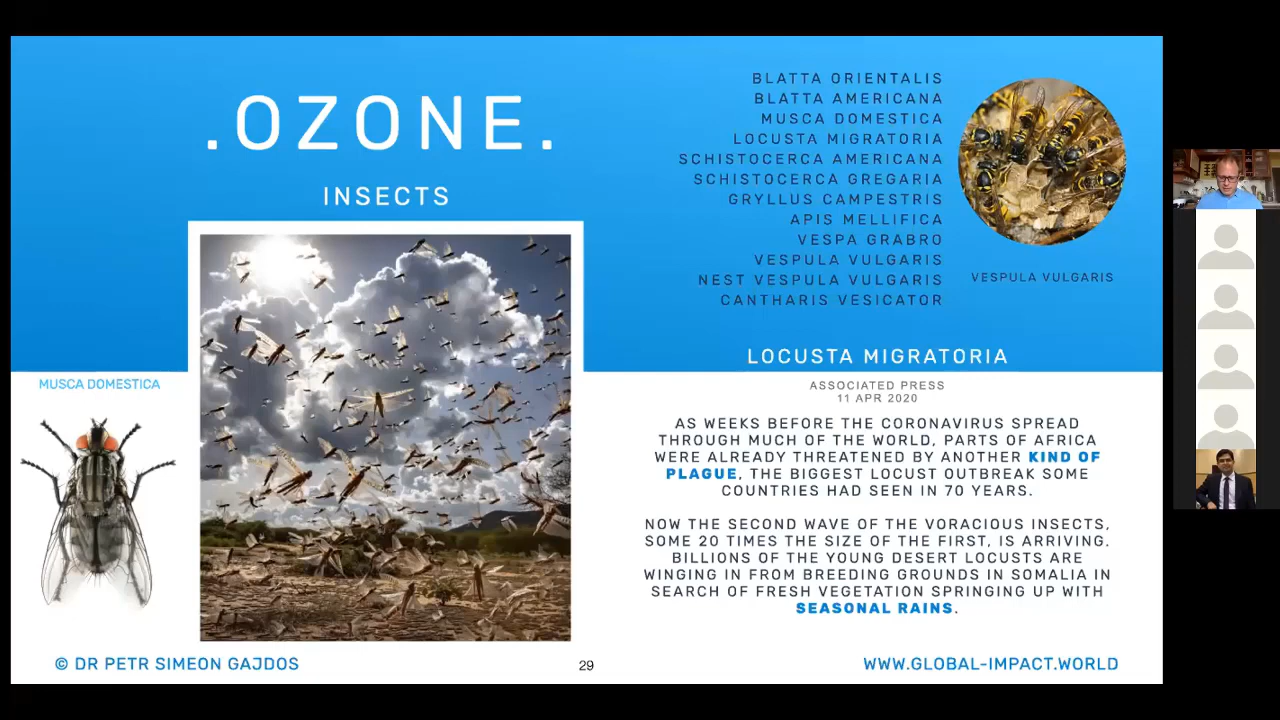 .OZONE.
INSECTS
BLATTA ORIENTALIS
BLATTA AMERICANA
MUSCA DOMESTICA
LOCUSTA MIGRATORIA
SCHISTOCERCA AMERICANA
SCHISTOCERCA GREGARIA
GRYLLUS CAMPESTRIS
APIS MELLIFICA
VESPA GRABRO
VESPULA VULGARIS
NEST VESPULA VULGARIS
CANTHARIS VESICATOR
VESPULA VULGARIS
MUSCA DOMESTICA
LOCUSTA MIGRATORIA
ASSOCIATED PRESS
11 APR 2020
AS WEEKS BEFORE THE CORONAVIRUS SPREAD
THROUGH MUCH OF THE WORLD, PARTS OF AFRICA
WERE ALREADY THREATENED BY ANOTHER KIND OF
PLAGUE, THE BIGGEST LOCUST OUTBREAK SOME
COUNTRIES HAD SEEN IN 70 YEARS.
NOW THE SECOND WAVE OF THE VORACIOUS INSECTS,
SOME 20 TIMES THE SIZE OF THE FIRST, IS ARRIVING.
BILLIONS OF THE YOUNG DESERT LOCUSTS ARE
WINGING IN FROM BREEDING GROUNDS IN SOMALIA IN
SEARCH OF FRESH VEGETATION SPRINGING UP WITH
SEASONAL RAINS.
© DR PETR SIMEON GAJDOS
29
WWW.GLOBAL-IMPACT.WORLD